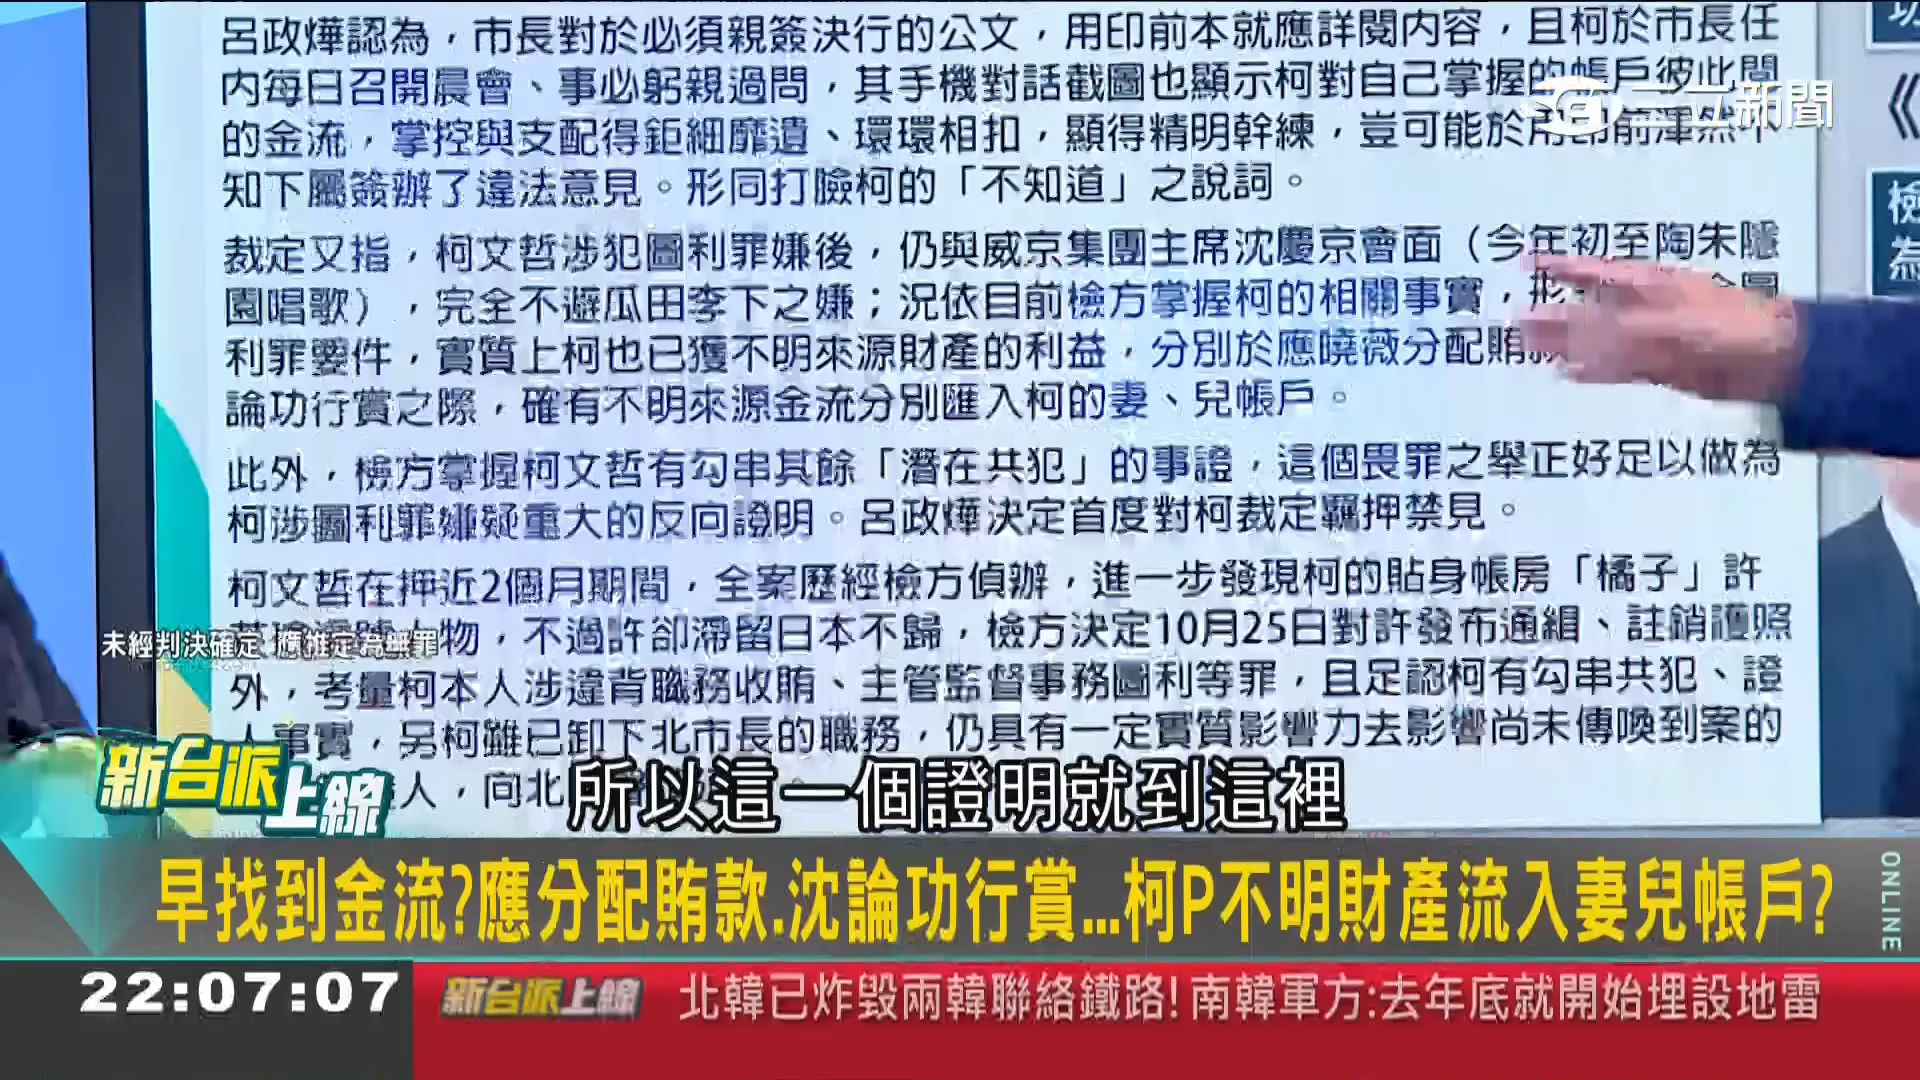 呂政燁認為，市長對於必須親簽決行的公文，用印前本就應詳閱內容，且柯於市長任
內每日召開晨會、事必躬親過問，其手機對話截圖也顯示柯對自己掌握的帳戶彼此間
的金流，掌控與支配得鉅細靡遺、環環相扣，顯得精明幹練，豈可能於用印前渾然不
知下屬簽辦了違法意見。形同打臉柯的「不知道」之說詞。
三立新聞
裁定又指，柯文哲涉犯圖利罪嫌後，仍與威京集團主席沈慶京會面（今年初至陶朱隱
園唱歌），完全不避瓜田李下之嫌；況依目前檢方掌握柯的相關事實，形
利罪要件，實質上柯也已獲不明來源財產的利益，分別於應曉薇分配賄款
論功行賞之際，確有不明來源金流分別匯入柯的妻、兒帳戶。
此外，檢方掌握柯文哲有勾串其餘「潛在共犯」的事證，這個畏罪之舉正好足以做為
柯涉圖利罪嫌疑重大的反向證明。呂政燁決定首度對柯裁定羈押禁見。
柯文哲在押近2個月期間，全案歷經檢方偵辦，進一步發現柯的貼身帳房「橘子」許
物，不過許卻滯留日本不歸，檢方決定10月25日對許發布通緝、註銷護照
未經判決確定 應推定為無罪
外，考量柯本人涉違背職務收賄、主管監督事務圖利等罪，且足認柯有勾串共犯、證
人事實，另柯雖已卸下北市長的職務，仍具有一定實質影響力去影響尚未傳喚到案的
人，向北
檢
為
新台派上線
所以這一個證明就到這裡
早找到金流?應分配賄款.沈論功行賞...柯P不明財產流入妻兒帳戶?
ONLINE
22:07:07
新台派上線
北韓已炸毀兩韓聯絡鐵路!南韓軍方:去年底就開始埋設地雷